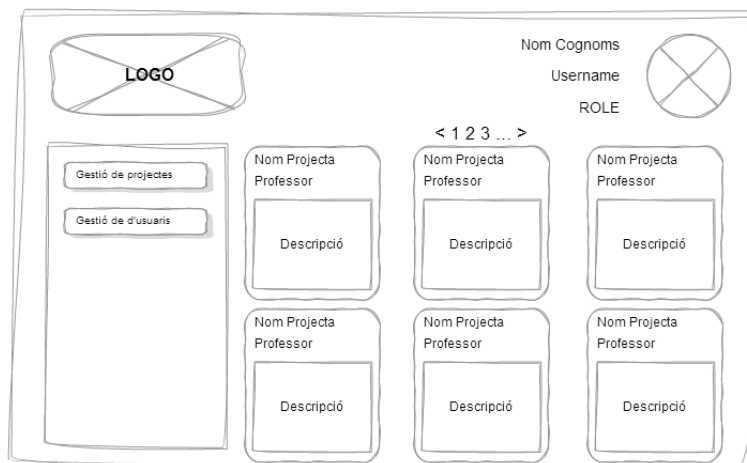 LOGO
Nom Cognoms
Username
ROLE
< 1 2 3 ... >
Gestió de projectes
Gestió de d'usuaris
Nom Projecta
Professor
Descripció
Nom Projecta
Professor
Descripció
Nom Projecta
Professor
Descripció
Nom Projecta
Professor
Descripció
Nom Projecta
Professor
Descripció
Nom Projecta
Professor
Descripció